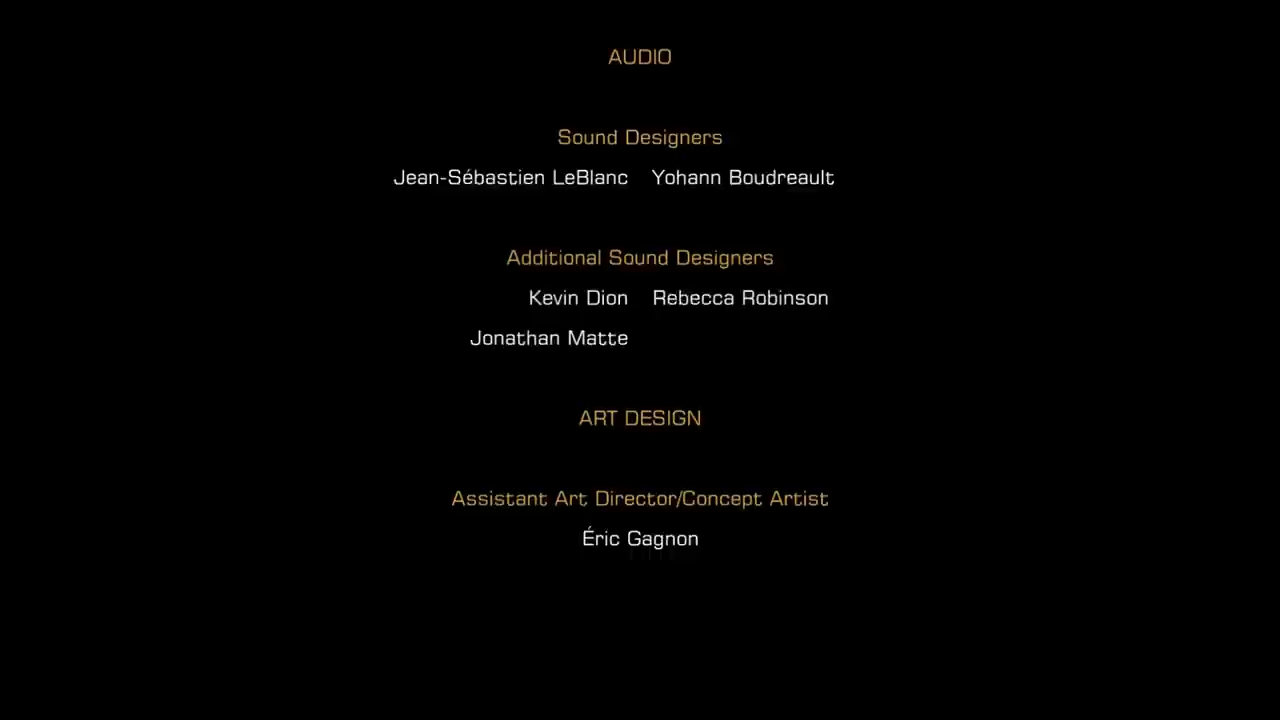 AUDIO
Sound Designers
Jean-Sébastien LeBlanc Yohann Boudreault
Additional Sound Designers
Kevin Dion Rebecca Robinson
Jonathan Matte
ART DESIGN
Assistant Art Director/Concept Artist
Éric Gagnon